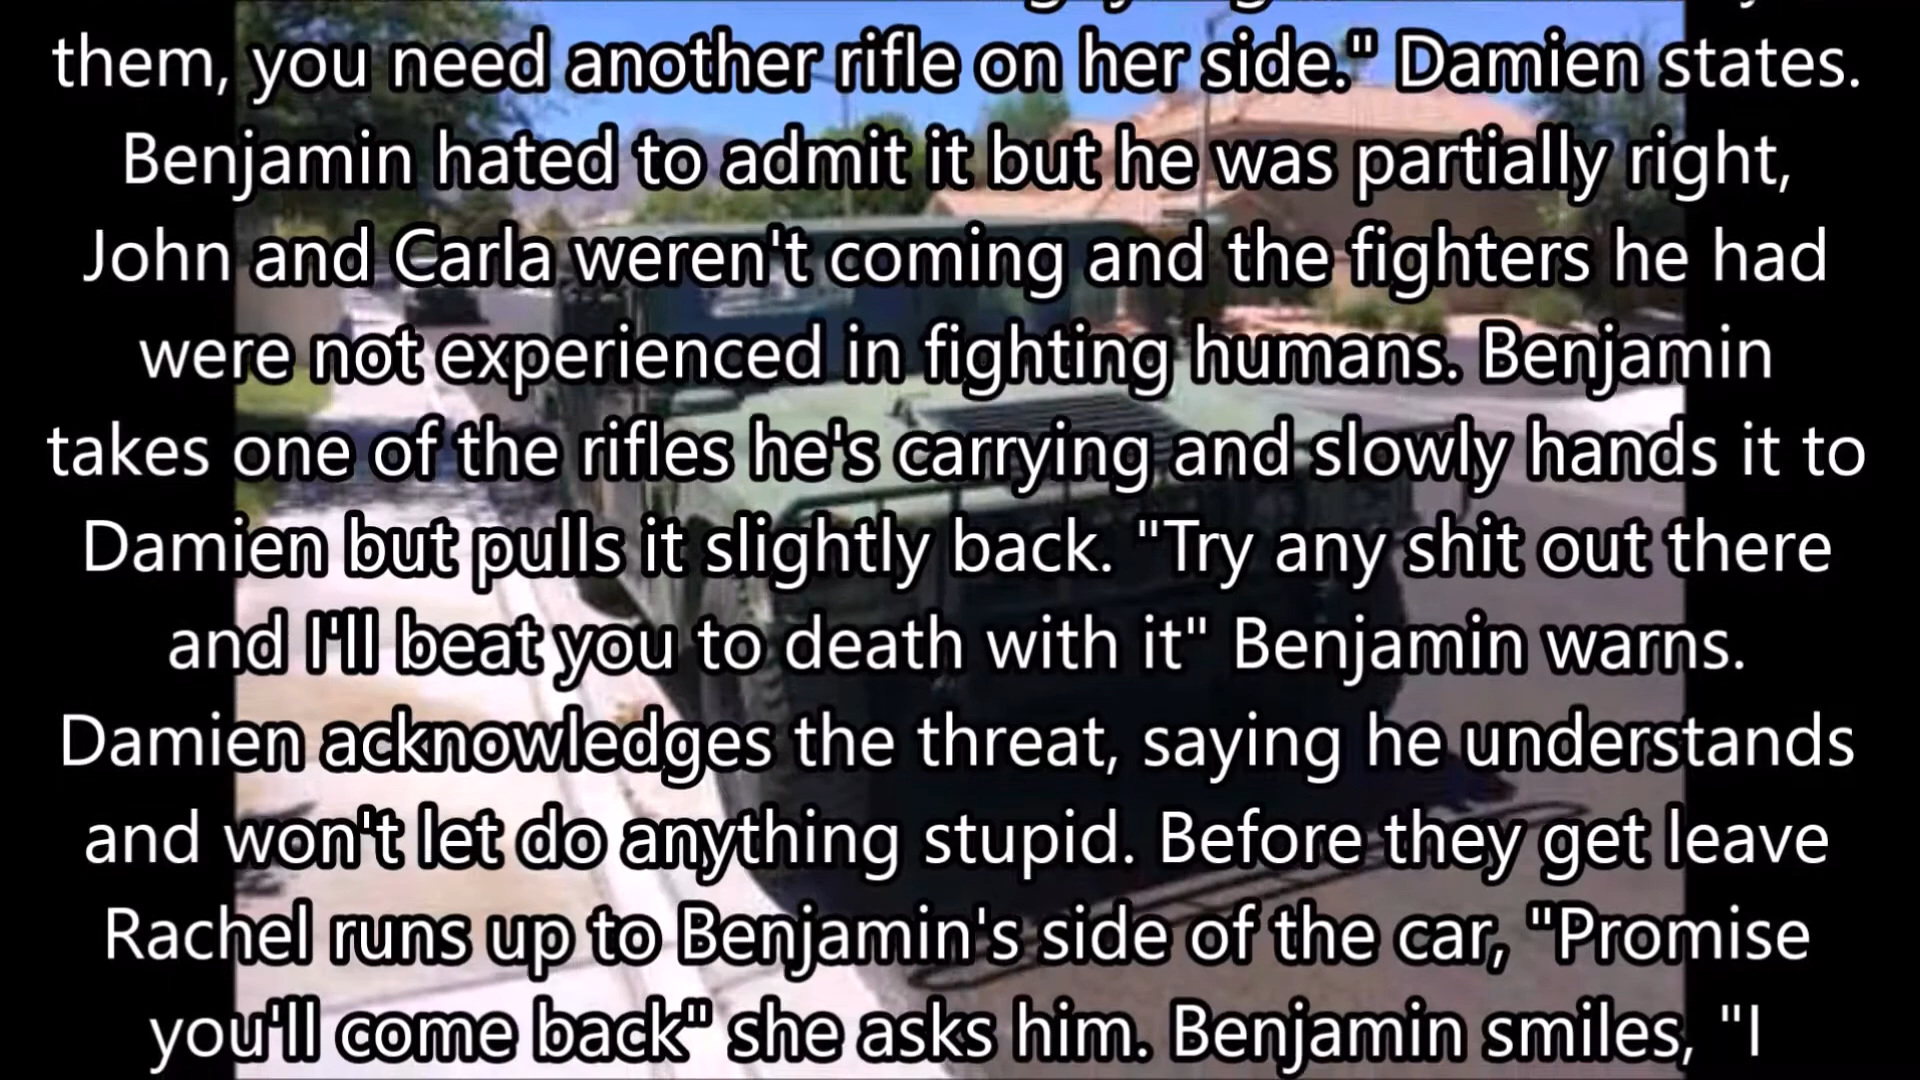 them, you need another rifle on her side." Damien states.
Benjamin hated to admit it but he was partially right,
John and Carla weren't coming and the fighters he had
were not experienced in fighting humans. Benjamin
takes one of the rifles he's carrying and slowly hands it to
Damien but pulls it slightly back. "Try any shit out there
and I'll beat you to death with it" Benjamin warns.
Damien acknowledges the threat, saying he understands
and won't let do anything stupid. Before they get leave
Rachel runs up to Benjamin's side of the car, "Promise
you'll come back" she asks him. Benjamin smiles, "I